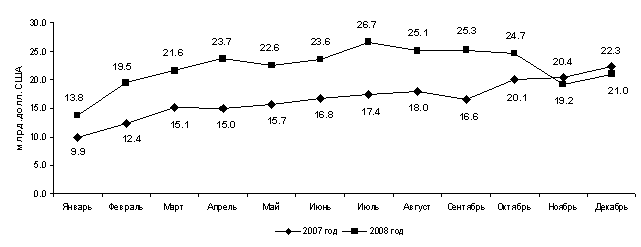 млрд.долл. США
30.0
25.0
20.0
15.0
10.0
5.0
0.0
13.8 19.5 21.6 23.7 22.6 23.6 26.7 25.1 25.3 24.7 20.4 22.3
9.9 12.4 15.1 15.0 15.7 16.8 17.4 18.0 16.6 20.1 19.2 21.0
Январь Февраль Март Апрель Май Июнь Июль Август Сентябрь Октябрь Ноябрь Декабрь
2007 год 2008 год